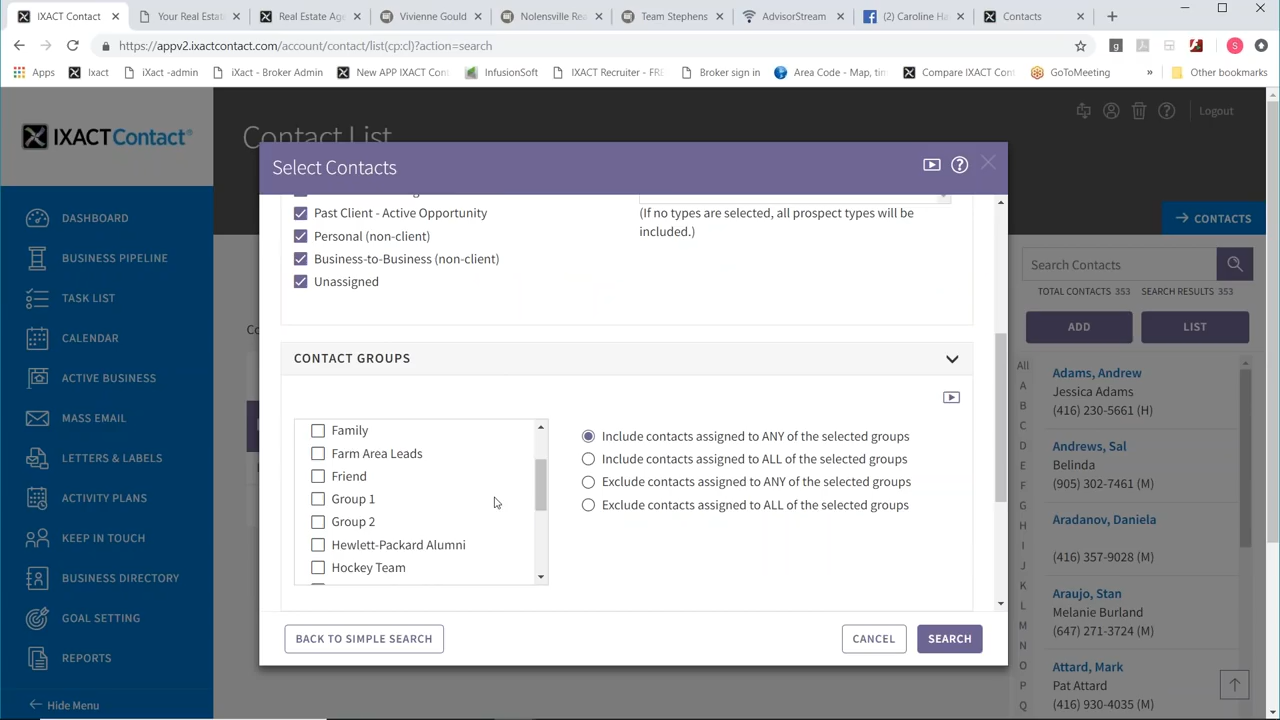 IXACT Contact
Your Real Estat
Real Estate Age
Vivienne Gould
Nolensville Rea
Team Stephens
AdvisorStream
(2) Caroline Ha
Contacts
https://appv2.ixactcontact.com/account/contact/list(cp:cl)?action=search
Apps
Ixact
iXact -admin
iXact - Broker Admin
New APP IXACT Con
InfusionSoft
IXACT Recruiter - FRE
Broker sign in
Area Code - Map, tim
Compare IXACT Cont
GoToMeeting
»
Other bookmarks
IXACTContact®
Contact List
Logout
Select Contacts
DASHBOARD
BUSINESS PIPELINE
TASK LIST
CALENDAR
ACTIVE BUSINESS
MASS EMAIL
LETTERS & LABELS
ACTIVITY PLANS
KEEP IN TOUCH
BUSINESS DIRECTORY
GOAL SETTING
REPORTS
Hide Menu
Past Client - Active Opportunity
Personal (non-client)
Business-to-Business (non-client)
Unassigned
(If no types are selected, all prospect types will be
included.)
CONTACT GROUPS
Family
Farm Area Leads
Friend
Group 1
Group 2
Hewlett-Packard Alumni
Hockey Team
Include contacts assigned to ANY of the selected groups
Include contacts assigned to ALL of the selected groups
Exclude contacts assigned to ANY of the selected groups
Exclude contacts assigned to ALL of the selected groups
BACK TO SIMPLE SEARCH
CANCEL
SEARCH
CONTACTS
Search Contacts
TOTAL CONTACTS 353
SEARCH RESULTS 353
ADD
LIST
All
A
B
C
D
E
F
G
H
I
J
K
L
M
N
O
P
Q
Adams, Andrew
Jessica Adams
(416) 230-5661 (H)
Andrews, Sal
Belinda
(905) 302-7461 (M)
Aradanov, Daniela
(416) 357-9028 (M)
Araujo, Stan
Melanie Burland
(647) 271-3724 (M)
Attard, Mark
Pat Attard
(416) 930-4035 (M)